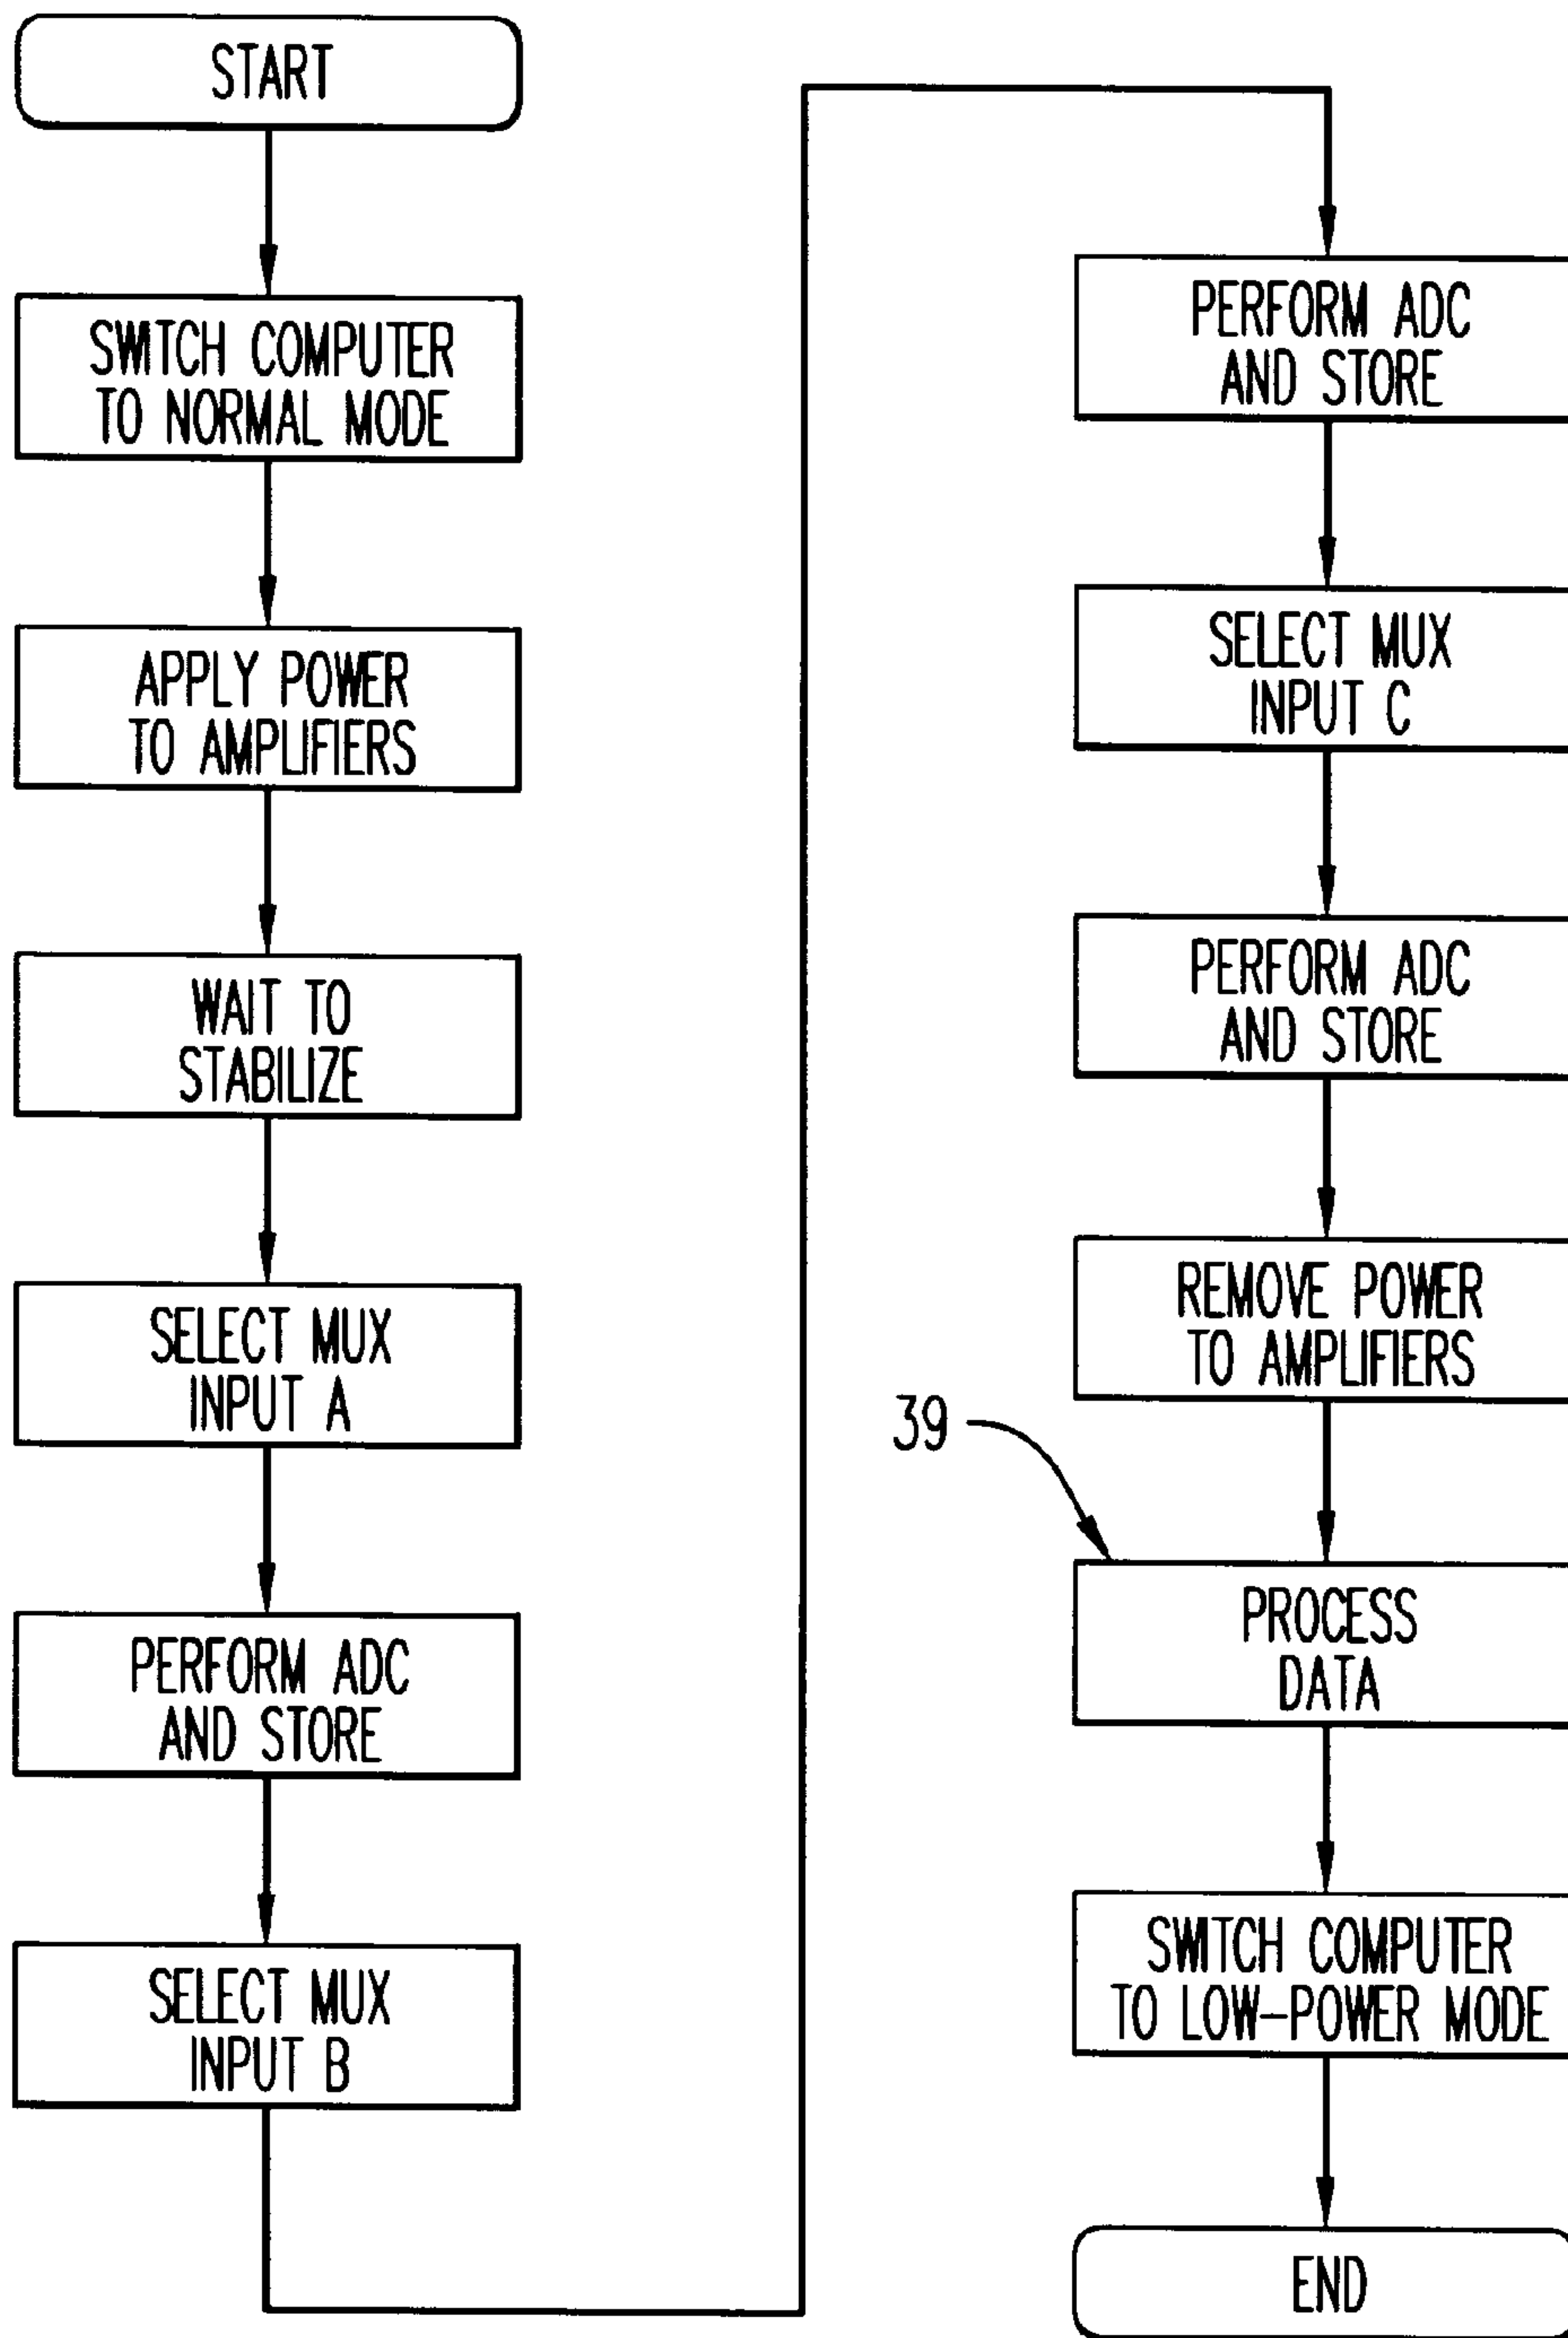 START
SWITCH COMPUTER
TO NORMAL MODE
APPLY POWER
TO AMPLIFIERS
WAIT TO
STABILIZE
SELECT MUX
INPUT A
PERFORM ADC
AND STORE
SELECT MUX
INPUT B
PERFORM ADC
AND STORE
SELECT MUX
INPUT C
PERFORM ADC
AND STORE
REMOVE POWER
TO AMPLIFIERS
39
PROCESS
DATA
SWITCH COMPUTER
TO LOW-POWER MODE
END